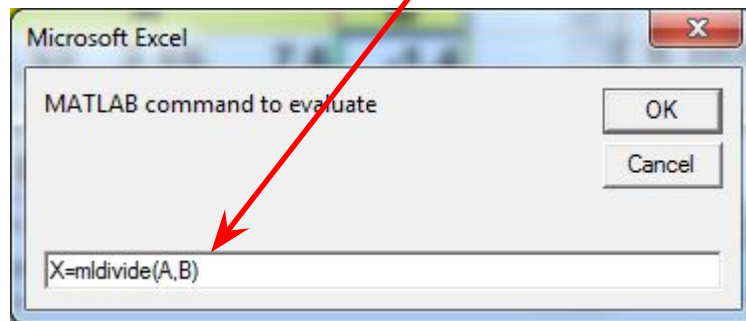 Microsoft Excel
MATLAB command to evaluate
OK
Cancel
X=mldivide(A,B)